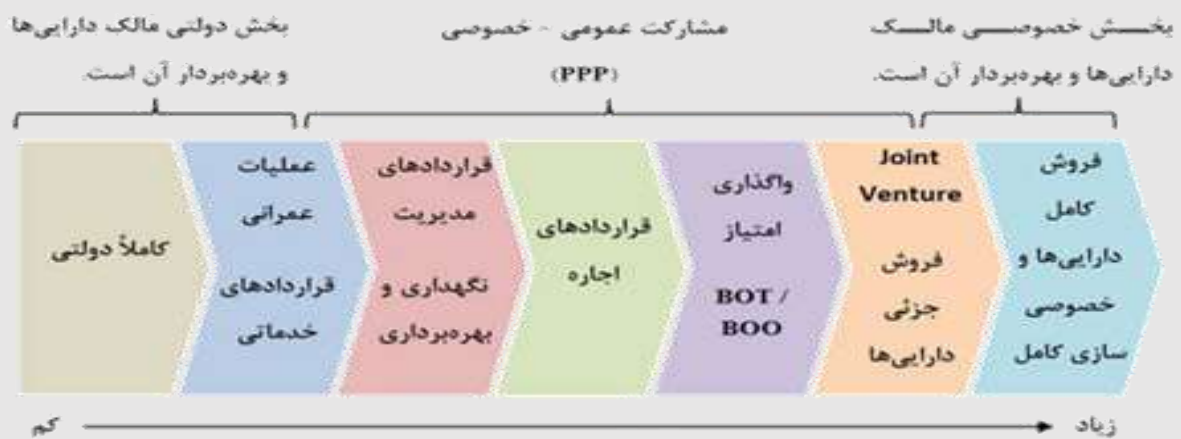 بخش دولتی مالک دارایی‌ها
و بهره‌بردار آن است.
مشارکت عمومی - خصوصی
(PPP)
بخش خصوصی مالک
دارایی‌ها و بهره‌بردار آن است.
کاملاً دولتی
عملیات
عمرانی
قراردادهای
خدماتی
قراردادهای
مدیریت
نگهداری و
بهره‌برداری
قراردادهای
اجاره
واگذاری
امتیاز
BOT /
BOO
Joint
Venture
فروش
جزئی
دارایی‌ها
فروش
کامل
دارایی‌ها و
خصوصی
سازی کامل
کم
زیاد